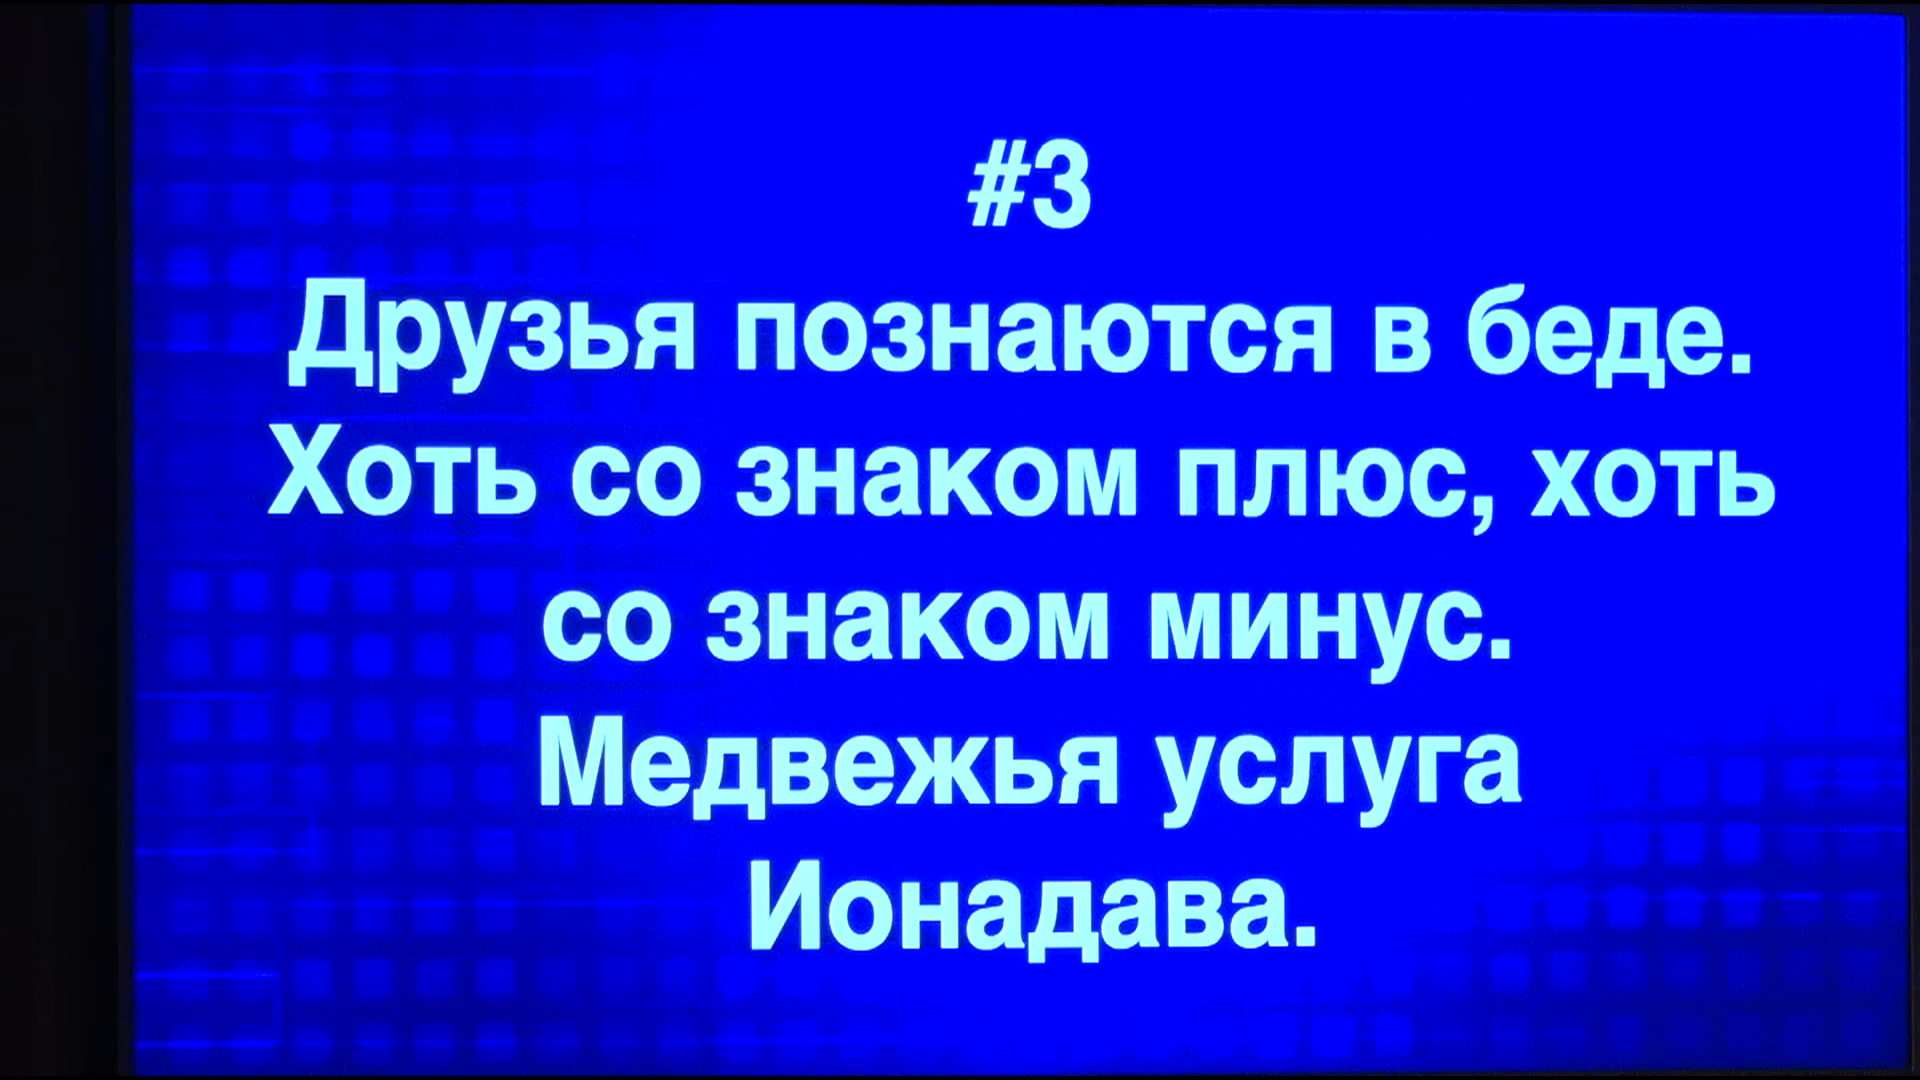 #3
Друзья познаются в беде.
Хоть со знаком плюс, хоть
со знаком минус.
Медвежья услуга
Ионадава.